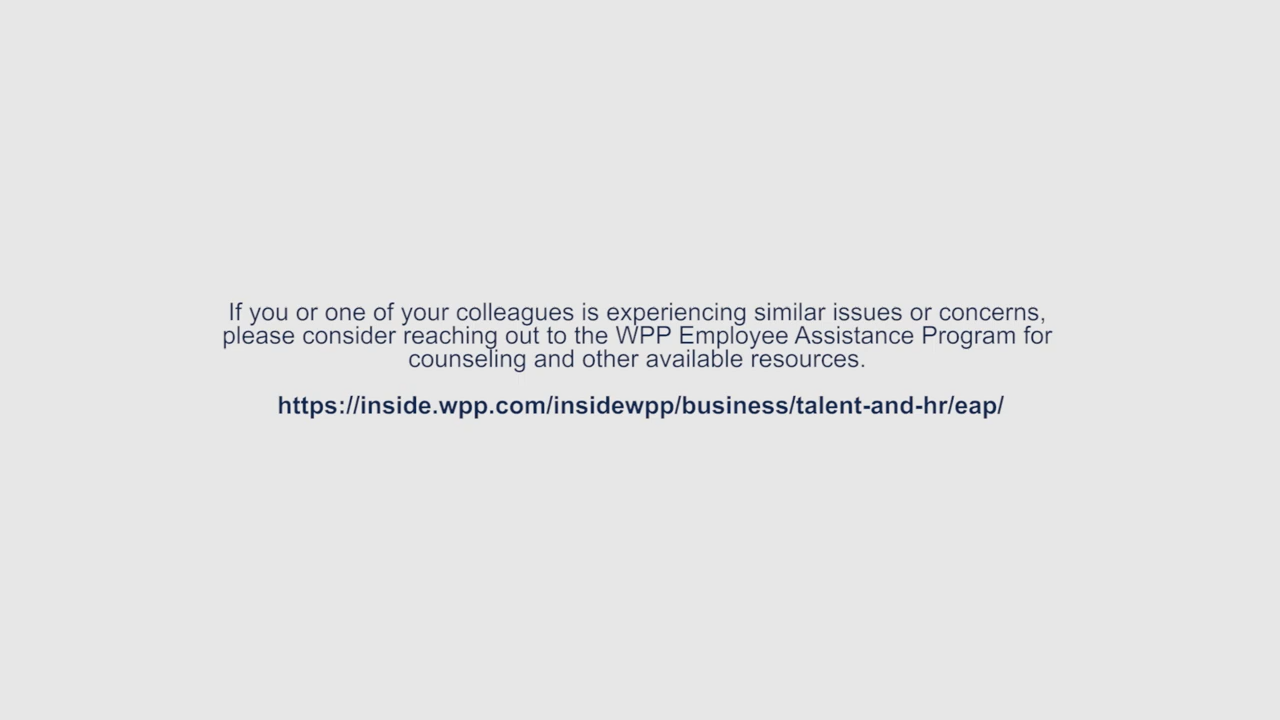 If you or one of your colleagues is experiencing similar issues or concerns,
please consider reaching out to the WPP Employee Assistance Program for
counseling and other available resources.
https://inside.wpp.com/insidewpp/business/talent-and-hr/eap/